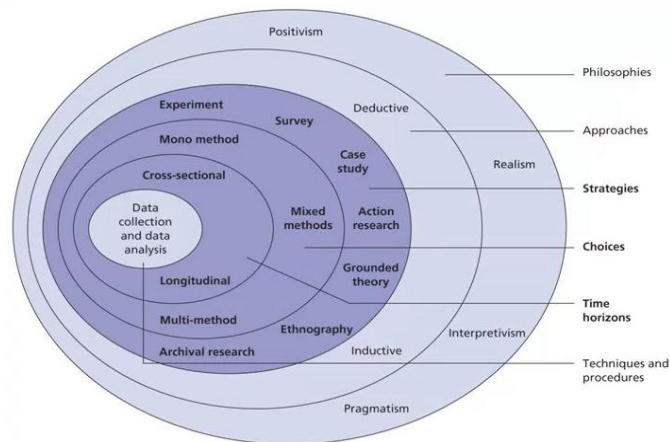 Positivism
Philosophies
Experiment
Deductive
Survey
Approaches
Mono method
Case
study
Realism
Cross-sectional
Strategies
Data
collection
and data
analysis
Mixed
methods
Action
research
Choices
Longitudinal
Grounded
theory
Time
horizons
Multi-method
Ethnography
Interpretivism
Archival research
Inductive
Techniques and
procedures
Pragmatism